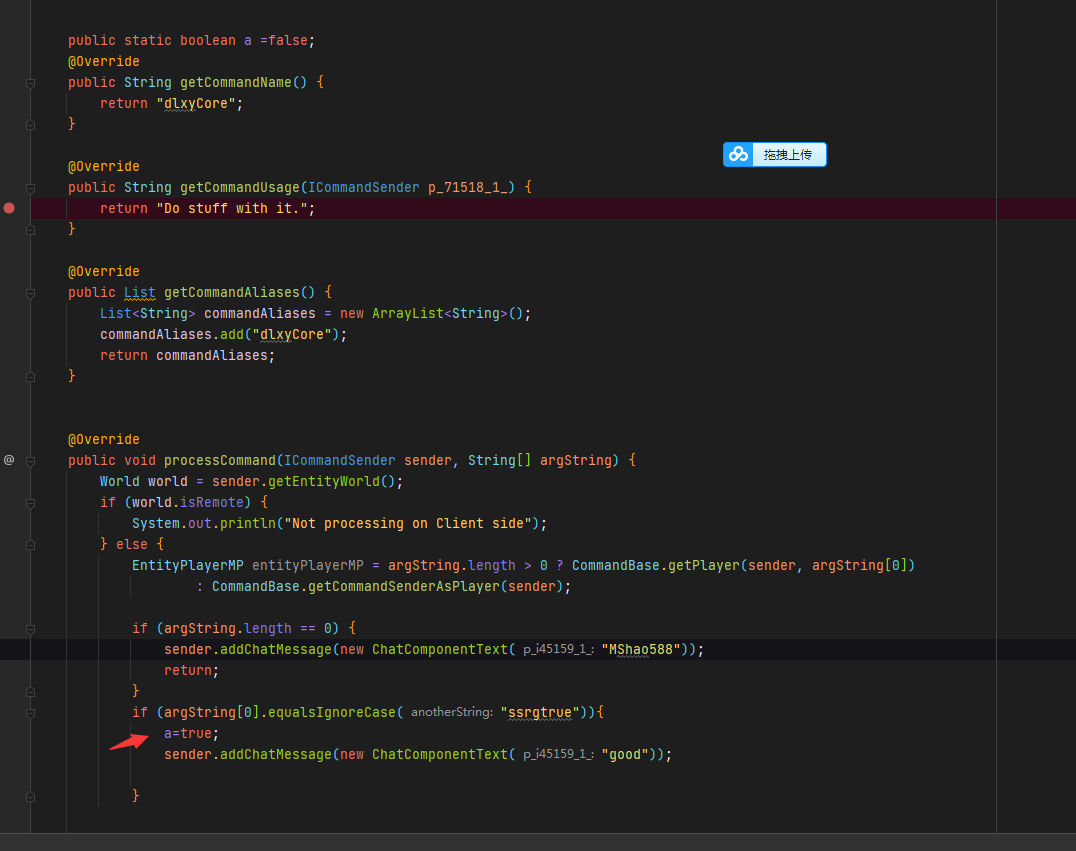 public static boolean a =false;
@Override
public String getCommandName() {
return "dlxyCore";
}
@Override
拖拽上传
public String getCommandUsage(ICommandSender p_71518_1_) {
return "Do stuff with it.";
}
@Override
public List getCommandAliases() {
List<String> commandAliases = new ArrayList<String>();
commandAliases.add("dlxyCore");
return commandAliases;
}
@Override
@ public void processCommand(ICommandSender sender, String[] argString) {
World world = sender.getEntityWorld();
if (world.isRemote) {
System.out.println("Not processing on Client side");
} else {
EntityPlayerMP entityPlayerMP = argString.length > 0 ? CommandBase.getPlayer(sender, argString[0])
: CommandBase.getCommandSenderAsPlayer(sender);
if (argString.length == 0) {
sender.addChatMessage(new ChatComponentText( p_i45159_1_: "MShao588"));
return;
}
if (argString[0].equalsIgnoreCase( anotherString: "ssrgtrue")){
a=true;
sender.addChatMessage(new ChatComponentText( p_i45159_1_: "good"));
}